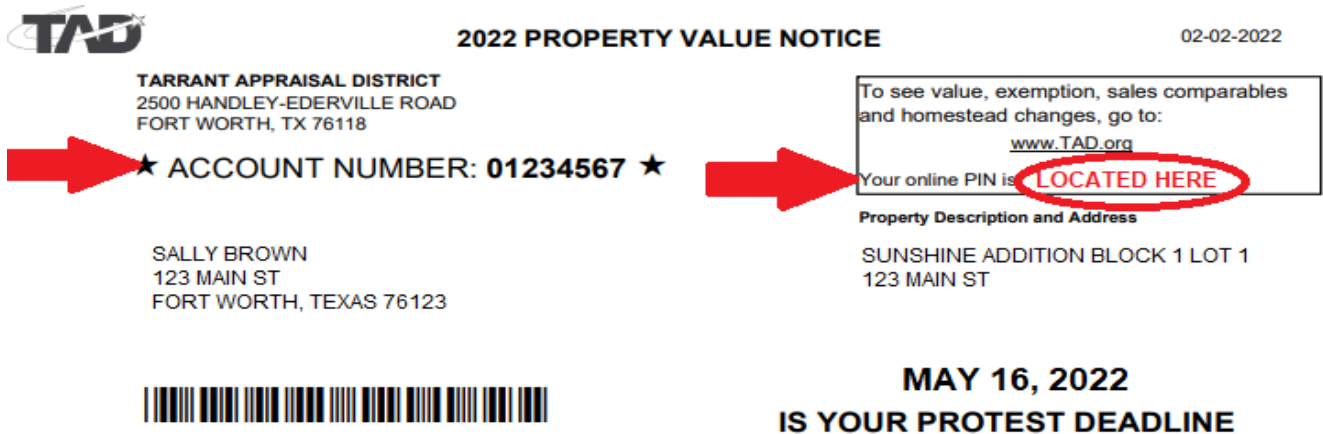 TAD
2022 PROPERTY VALUE NOTICE
02-02-2022
TARRANT APPRAISAL DISTRICT
2500 HANDLEY-EDERVILLE ROAD
FORT WORTH, TX 76118
★ ACCOUNT NUMBER: 01234567 ★
To see value, exemption, sales comparables
and homestead changes, go to:
www.TAD.org
Your online PIN is LOCATED HERE
Property Description and Address
SALLY BROWN
123 MAIN ST
FORT WORTH, TEXAS 76123
SUNSHINE ADDITION BLOCK 1 LOT 1
123 MAIN ST
MAY 16, 2022
IS YOUR PROTEST DEADLINE